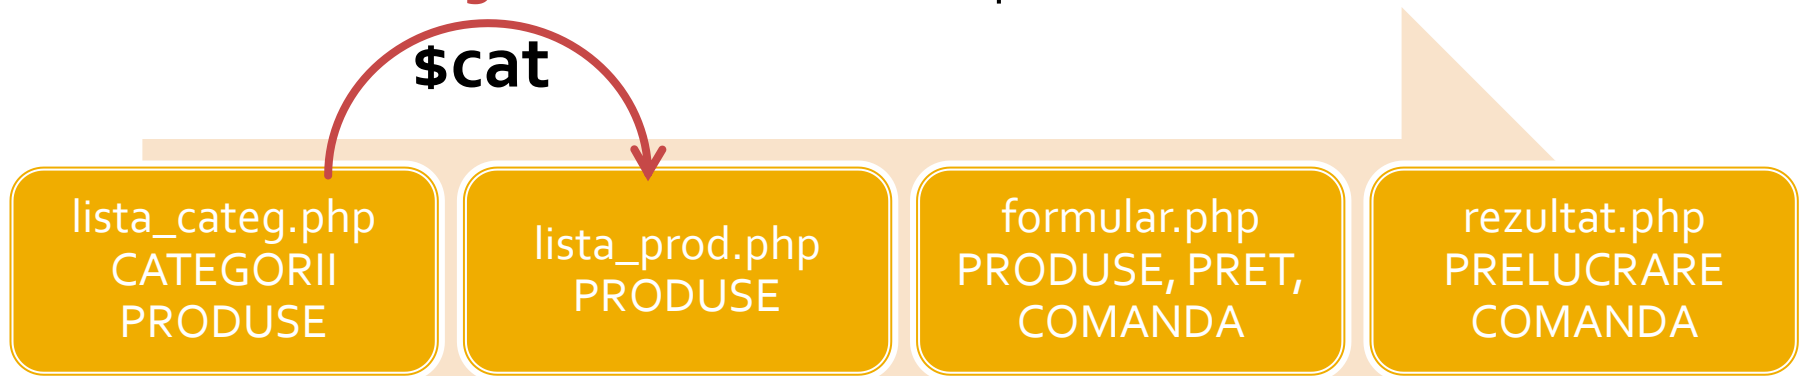 $cat
lista_categ.php
CATEGORII
PRODUSE
lista_prod.php
PRODUSE
formular.php
PRODUSE, PRET,
COMANDA
rezultat.php
PRELUCRARE
COMANDA